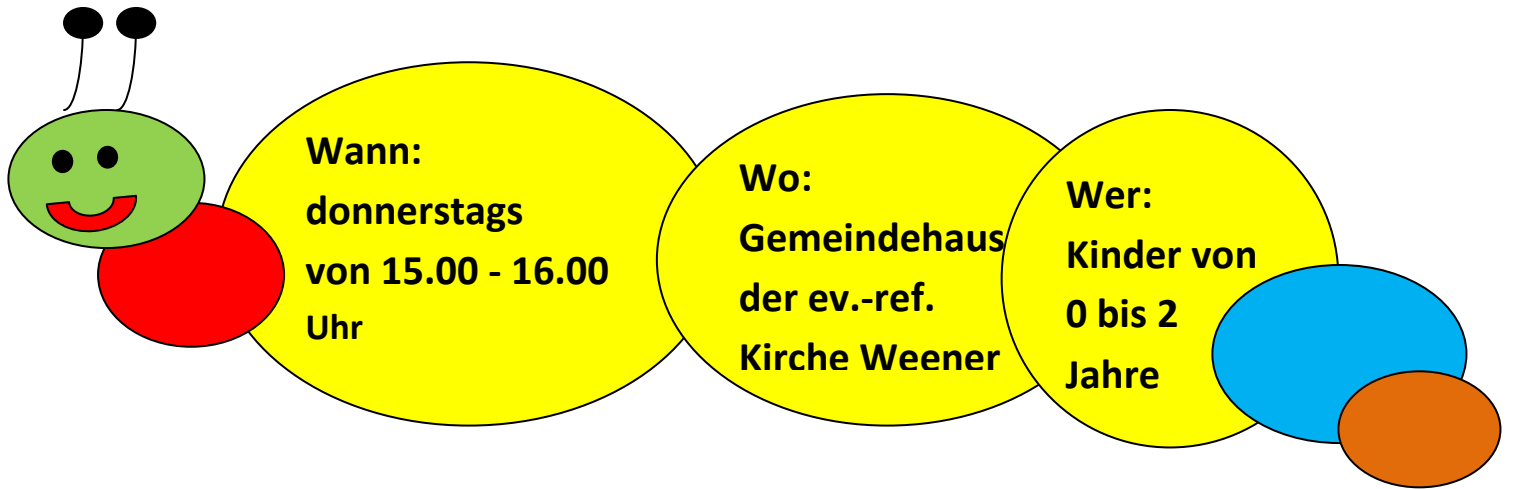 Wann:
donnerstags
von 15.00 - 16.00
Uhr
Wo:
Gemeindehaus
der ev.-ref.
Kirche Weener
Wer:
Kinder von
0 bis 2
Jahre